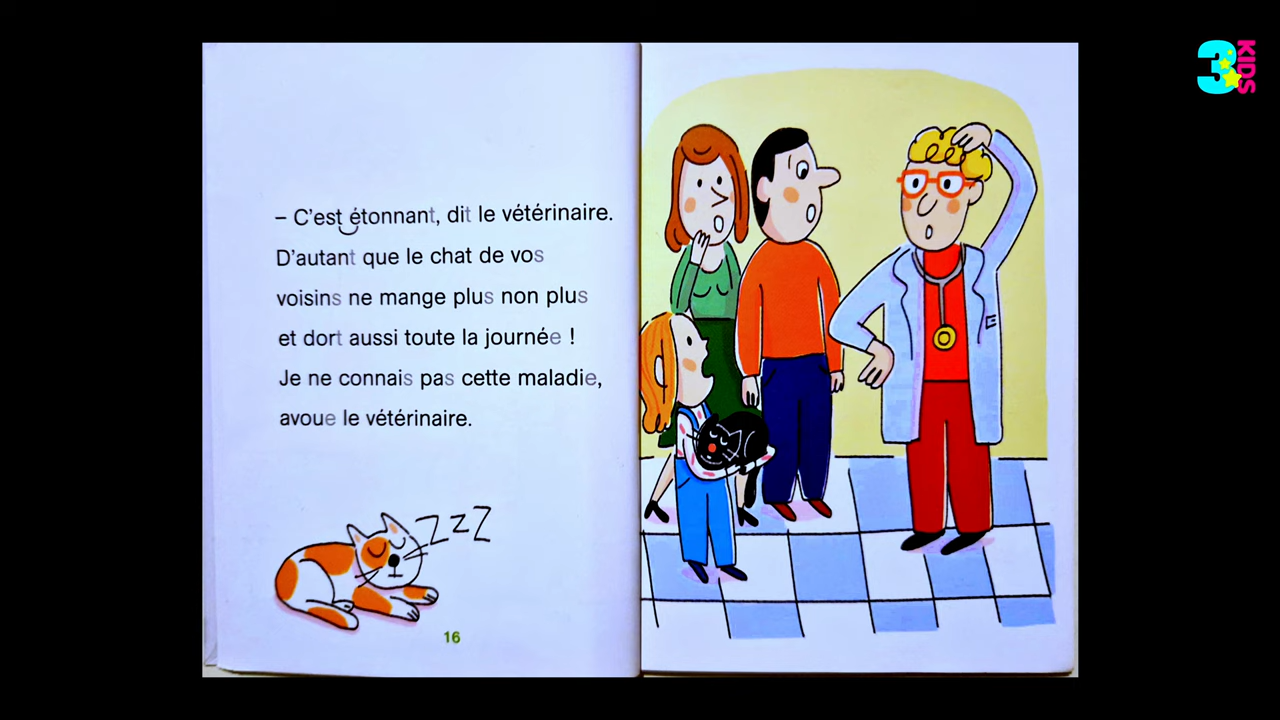 – C'est étonnant, dit le vétérinaire.
D'autant que le chat de vos
voisins ne mange plus non plus
et dort aussi toute la journée !
Je ne connais pas cette maladie,
avoue le vétérinaire.
ZZZ
16
3
KIDS